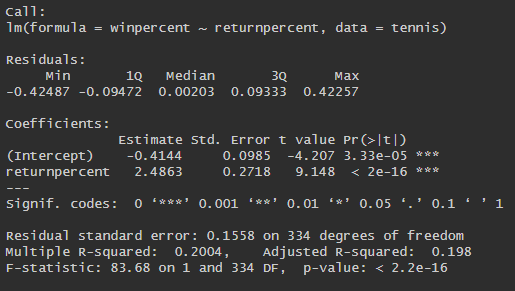 Call:
lm(formula = winpercent ~ returnpercent, data = tennis)
Residuals:
     Min       1Q   Median       3Q      Max
-0.42487 -0.09472  0.00203  0.09333  0.42257
Coefficients:
              Estimate Std. Error t value Pr(>|t|)
(Intercept)    -0.4144     0.0985  -4.207 3.33e-05 ***
returnpercent   2.4863     0.2718   9.148  < 2e-16 ***
---
Signif. codes:  0 ‘***’ 0.001 ‘**’ 0.01 ‘*’ 0.05 ‘.’ 0.1 ‘ ’ 1
Residual standard error: 0.1558 on 334 degrees of freedom
Multiple R-squared:  0.2004,    Adjusted R-squared:  0.198
F-statistic: 83.68 on 1 and 334 DF,  p-value: < 2.2e-16